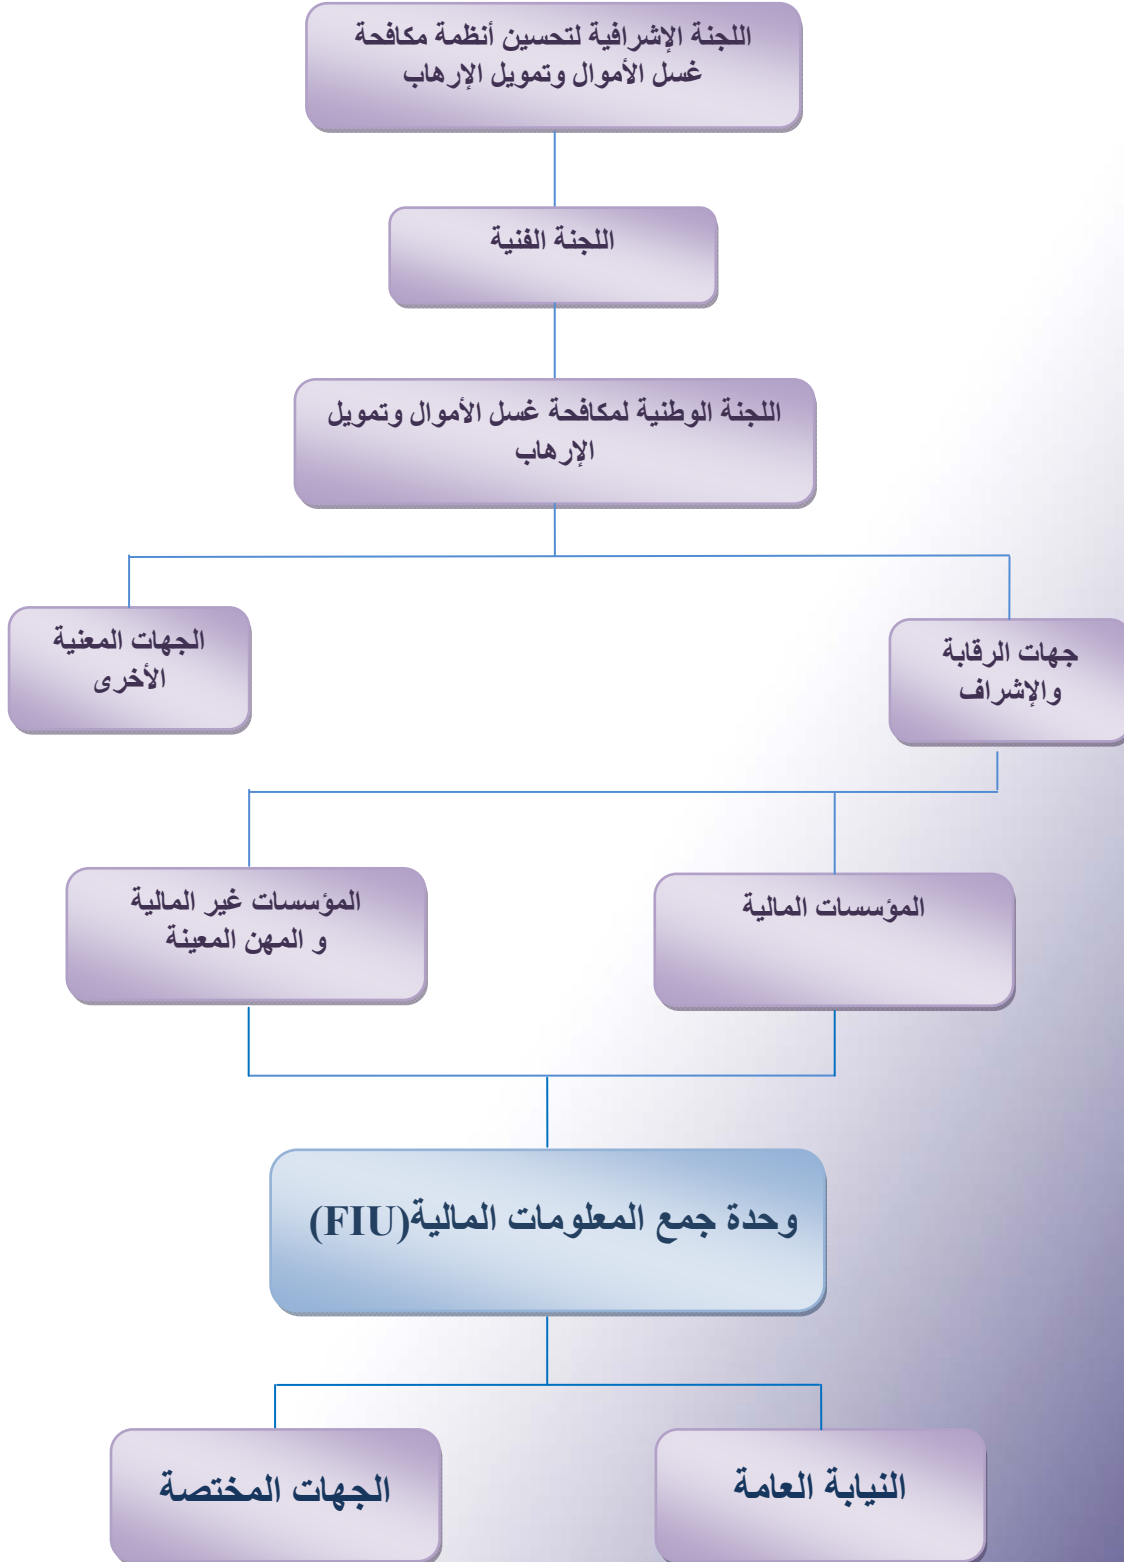 اللجنة الإشرافية لتحسين أنظمة مكافحة
غسل الأموال وتمويل الإرهاب
اللجنة الفنية
اللجنة الوطنية لمكافحة غسل الأموال وتمويل
الإرهاب
جهات الرقابة
والإشراف
الجهات المعنية
الأخرى
المؤسسات المالية
المؤسسات غير المالية
و المهن المعينة
وحدة جمع المعلومات المالية(FIU)
النيابة العامة
الجهات المختصة